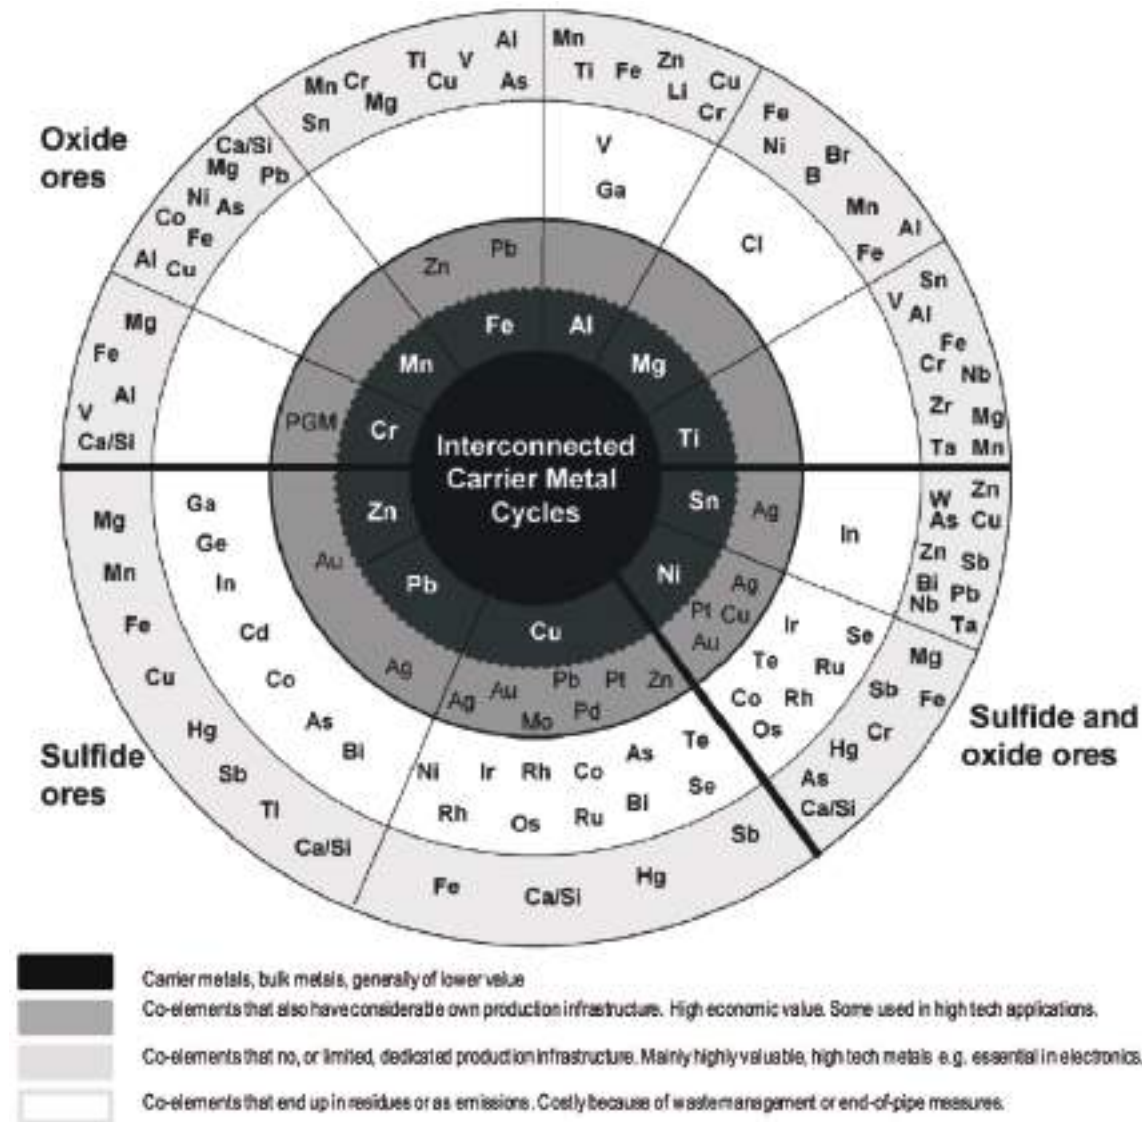 Oxide
ores
Mn Cr Mg Ti Cu V Al As Sn
Mn Ti Fe Zn Li Cu Cr
Fe Ni Br B Mn Al Fe
Sn V Al Fe Cr Nb Zr Mg Ta Mn
Ca/Si Mg Pb Ni As Co Fe Al Cu
Mg Fe Al V Ca/Si
V
Ga
Cl
Zn Pb
PGM
Fe Al
Mn Mg
Cr Ti
Interconnected
Carrier Metal
Cycles
Zn Sn
Pb Ni
Cu
Au
Ag
Ag Au Mo Pb Pd Pt Zn
Ag
Ag Pt Cu Au
In
Ir Se Te Ru Co Rh Os
Ga
Ge
In
Cd
Co
As
Bi
Ni Ir Rh Co As Te
Rh Os Ru BI Se
Mg
Mn
Fe
Cu
Hg
Sb
Tl
Ca/Si
Fe Ca/Si Hg Sb
W Zn
As Cu
Zn Sb
Bi Pb
Nb Ta
Mg
Sb Fe
Cr
Hg
As
Ca/Si
Sulfide
ores
Sulfide and
oxide ores
Carrier metals, bulk metals, generally of lower value
Co-elements that also have considerable own production infrastructure. High economic value. Some used in high tech applications.
Co-elements that no, or limited, dedicated production infrastructure. Mainly highly valuable, high tech metals e.g. essential in electronics.
Co-elements that end up in residues or as emissions. Costly because of waste management or end-of-pipe measures.